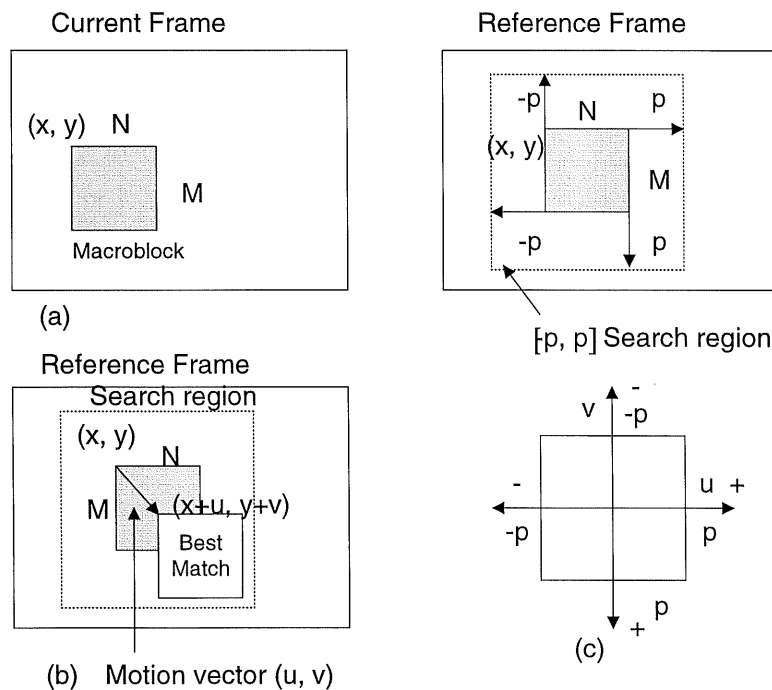 Current Frame
(x, y) N
M
Macroblock
(a)
Reference Frame
-p p
N
(x, y)
M
-p p
[-p, p] Search region
Reference Frame
Search region
(x, y)
N
M (x+u, y+v)
Best
Match
(b) Motion vector (u, v)
-
v -p
- u +
-p p
p
+
(c)